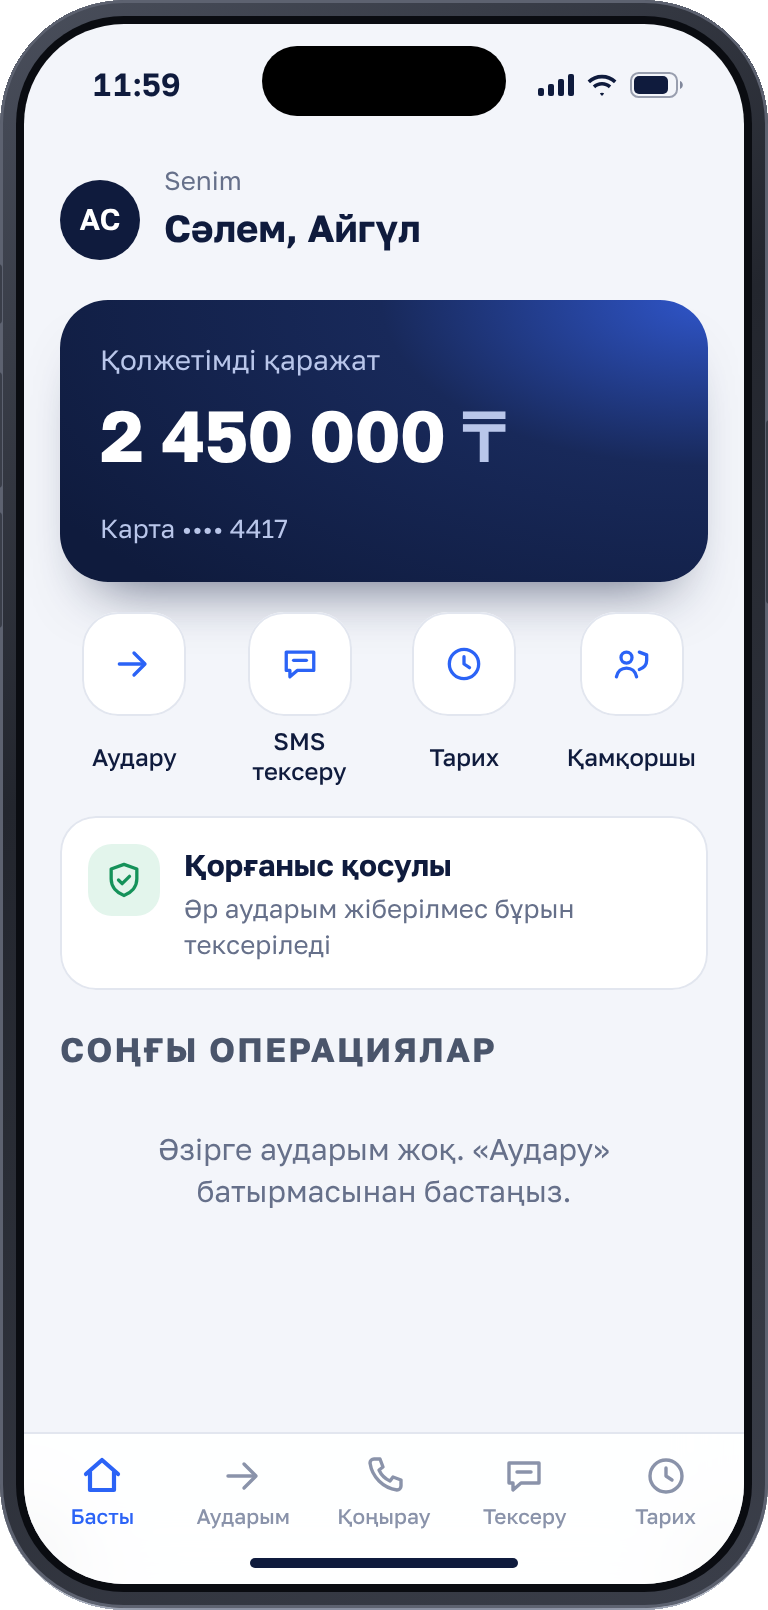 11:59
АС
Senim
Сәлем, Айгүл
Қолжетімді қаражат
2 450 000 ₸
Карта •••• 4417
Аудару
SMS
тексеру
Тарих
Қамқоршы
Қорғаныс қосулы
Әр аударым жіберілмес бұрын
тексеріледі
СОҢҒЫ ОПЕРАЦИЯЛАР
Әзірге аударым жоқ. «Аудару»
батырмасынан бастаңыз.
Басты
Аударым
Қоңырау
Тексеру
Тарих